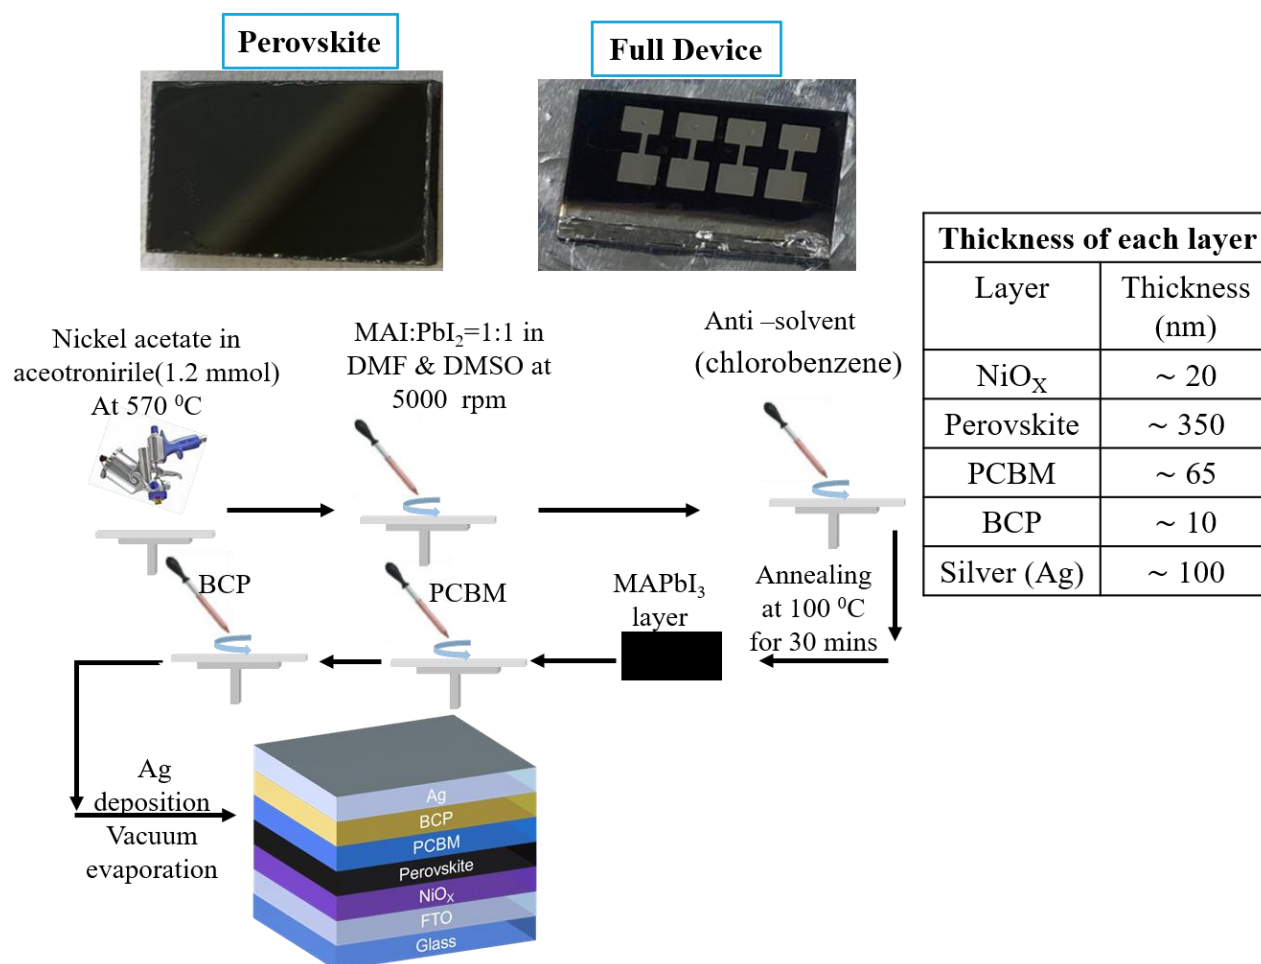 Perovskite
Full Device
Nickel acetate in
aceotronirile(1.2 mmol)
At 570 ⁰C
MAI:PbI₂=1:1 in
DMF & DMSO at
5000 rpm
Anti –solvent
(chlorobenzene)
Thickness of each layer
Layer Thickness
(nm)
NiOₓ ~ 20
Perovskite ~ 350
PCBM ~ 65
BCP ~ 10
Silver (Ag) ~ 100
Annealing
at 100 ⁰C
for 30 mins
MAPbI₃
layer
PCBM
BCP
Ag
deposition
Vacuum
evaporation
Ag
BCP
PCBM
Perovskite
NiOₓ
FTO
Glass